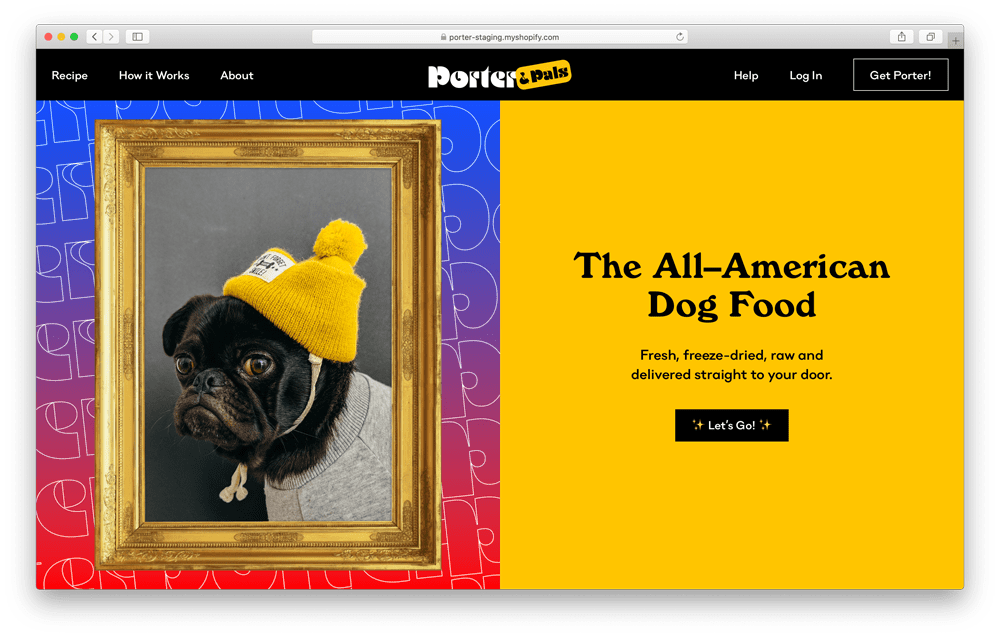 porter-staging.myshopify.com
Recipe
How it Works
About
Porter & Pals
Help
Log In
Get Porter!
The All–American
Dog Food
Fresh, freeze-dried, raw and
delivered straight to your door.
✨ Let's Go! ✨